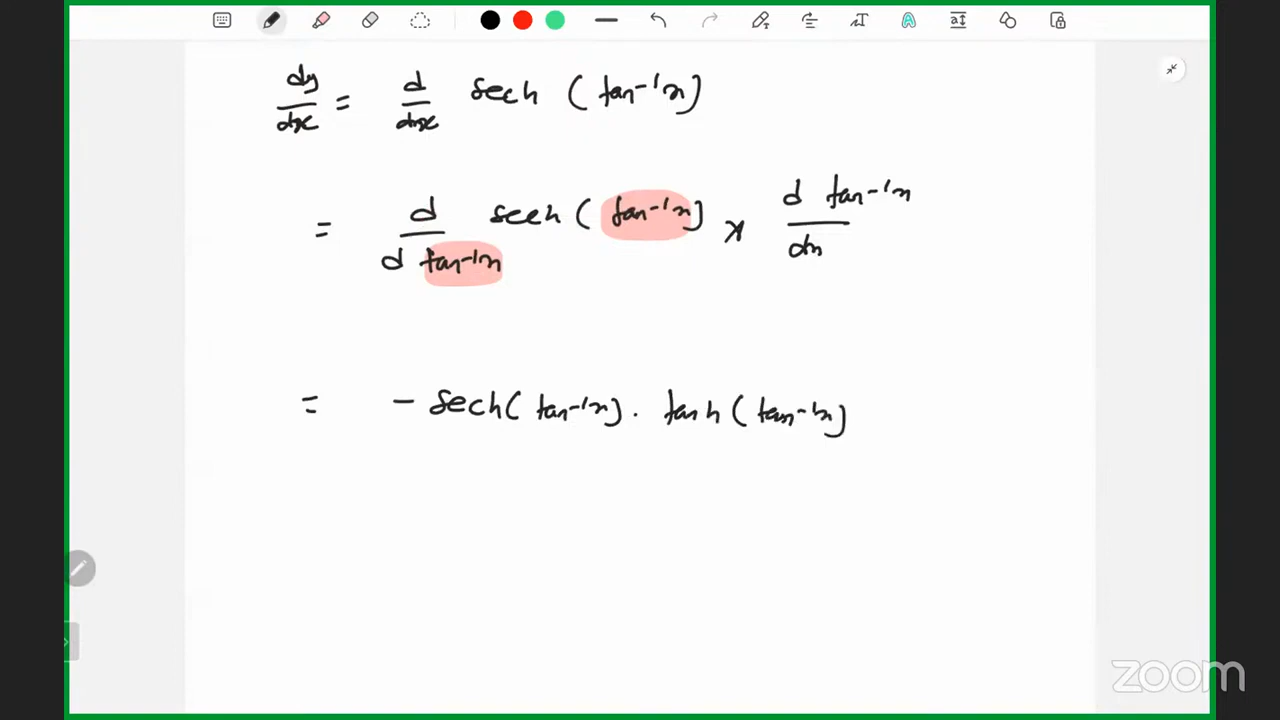 dy/dx = d/dx sech (tan-1x)
= d/d tan-1x sech (tan-1x) x d tan-1x/dx
= - sech(tan-1x) . tanh (tan-1x)
zoom